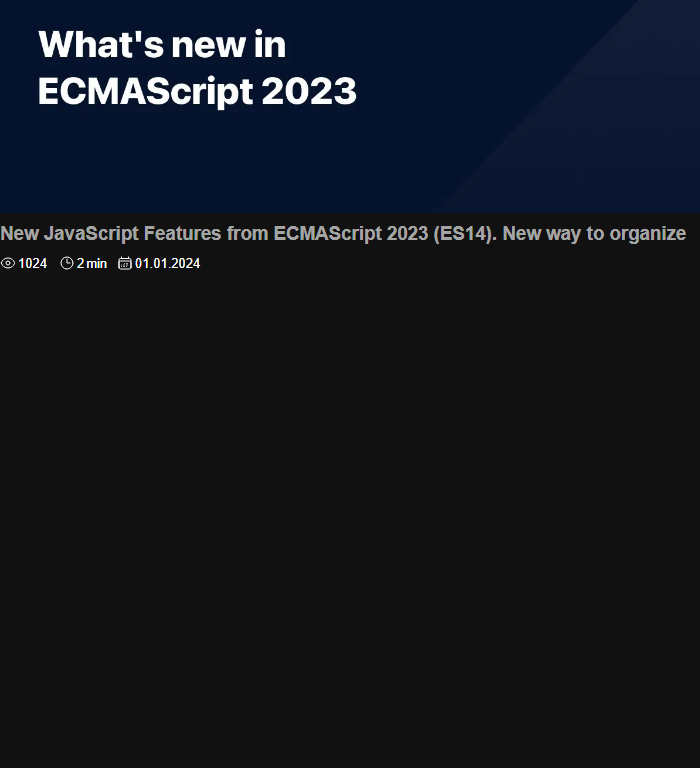 What's new in
ECMAScript 2023
New JavaScript Features from ECMAScript 2023 (ES14). New way to organize
1024 2 min 01.01.2024